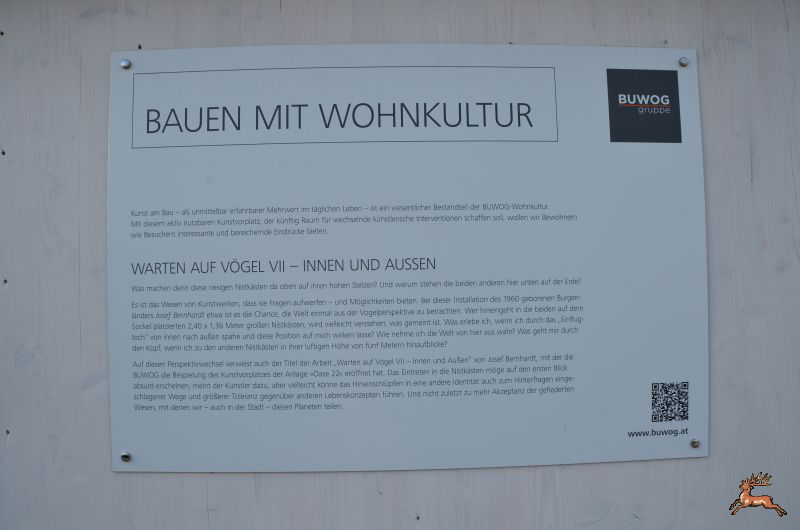 BAUEN MIT WOHNKULTUR
BUWOG
gruppe
Kunst am Bau – als unmittelbar erfahrbarer Mehrwert im täglichen Leben – ist ein wesentlicher Bestandteil der BUWOG-Wohnkultur.
Mit diesem aktiv nutzbaren Kunstvorplatz, der künftig Raum für wechselnde künstlerische Interventionen schaffen soll, wollen wir Bewohnern
wie Besuchern interessante und bereichernde Eindrücke bieten.
WARTEN AUF VÖGEL VII – INNEN UND AUSSEN
Was machen denn diese riesigen Nistkästen da oben auf ihren hohen Stelzen? Und warum stehen die beiden anderen hier unten auf der Erde?
Es ist das Wesen von Kunstwerken, dass sie Fragen aufwerfen – und Möglichkeiten bieten. Bei dieser Installation des 1960 geborenen Burgen-
länders Josef Bernhardt etwa ist es die Chance, die Welt einmal aus der Vogelperspektive zu betrachten. Wer hineingeht in die beiden auf dem
Sockel platzierten 2,40 x 1,36 Meter großen Nistkästen, wird vielleicht verstehen, was gemeint ist. Was erlebe ich, wenn ich durch das „Einflug-
loch“ von innen nach außen spähe und diese Position auf mich wirken lasse? Wie nehme ich die Welt von hier aus wahr? Was geht mir durch
den Kopf, wenn ich zu den anderen Nistkästen in ihrer luftigen Höhe von fünf Metern hinaufblicke?
Auf diesen Perspektivwechsel verweist auch der Titel der Arbeit „Warten auf Vögel VII – Innen und Außen“ von Josef Bernhardt, mit der die
BUWOG die Bespielung des Kunstvorplatzes der Anlage »Oase 22« eröffnet hat. Das Eintreten in die Nistkästen möge auf den ersten Blick
absurd erscheinen, meint der Künstler dazu, aber vielleicht könne das Hineinschlüpfen in eine andere Identität auch zum Hinterfragen einge-
schlagener Wege und größerer Toleranz gegenüber anderen Lebenskonzepten führen. Und nicht zuletzt zu mehr Akzeptanz der gefiederten
Wesen, mit denen wir – auch in der Stadt – diesen Planeten teilen.
www.buwog.at